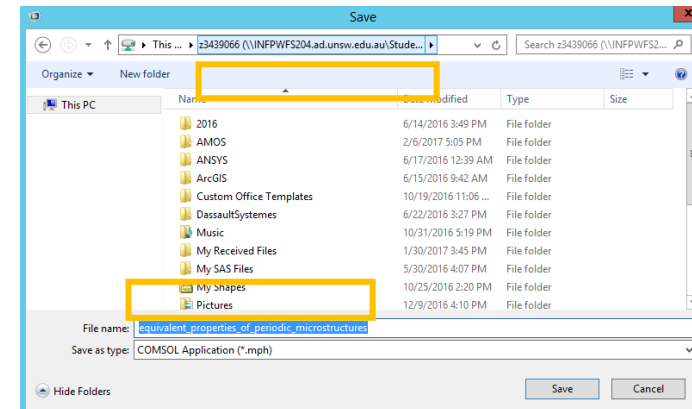 Save
This ... z3439066 (\\INFPWFS204.ad.unsw.edu.au\Stude... Search z3439066 (\\INFPWFS2...
Organize New folder
This PC
Name Date modified Type Size
2016 6/14/2016 3:49 PM File folder
AMOS 2/6/2017 5:05 PM File folder
ANSYS 6/17/2016 12:39 AM File folder
ArcGIS 6/15/2016 9:42 AM File folder
Custom Office Templates 10/19/2016 11:06 ... File folder
DassaultSystemes 6/22/2016 3:27 PM File folder
Music 10/31/2016 5:19 PM File folder
My Received Files 1/30/2017 3:45 PM File folder
My SAS Files 5/30/2016 4:07 PM File folder
My Shapes 10/25/2016 2:20 PM File folder
Pictures 12/9/2016 4:10 PM File folder
File name: equivalent_properties_of_periodic_microstructures
Save as type: COMSOL Application (*.mph)
Hide Folders Save Cancel